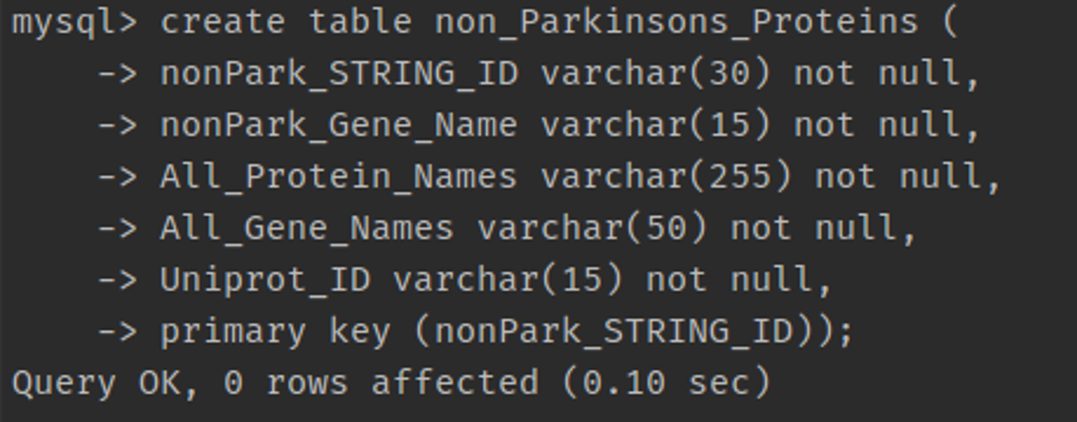 mysql> create table non_Parkinsons_Proteins (
    -> nonPark_STRING_ID varchar(30) not null,
    -> nonPark_Gene_Name varchar(15) not null,
    -> All_Protein_Names varchar(255) not null,
    -> All_Gene_Names varchar(50) not null,
    -> Uniprot_ID varchar(15) not null,
    -> primary key (nonPark_STRING_ID));
Query OK, 0 rows affected (0.10 sec)